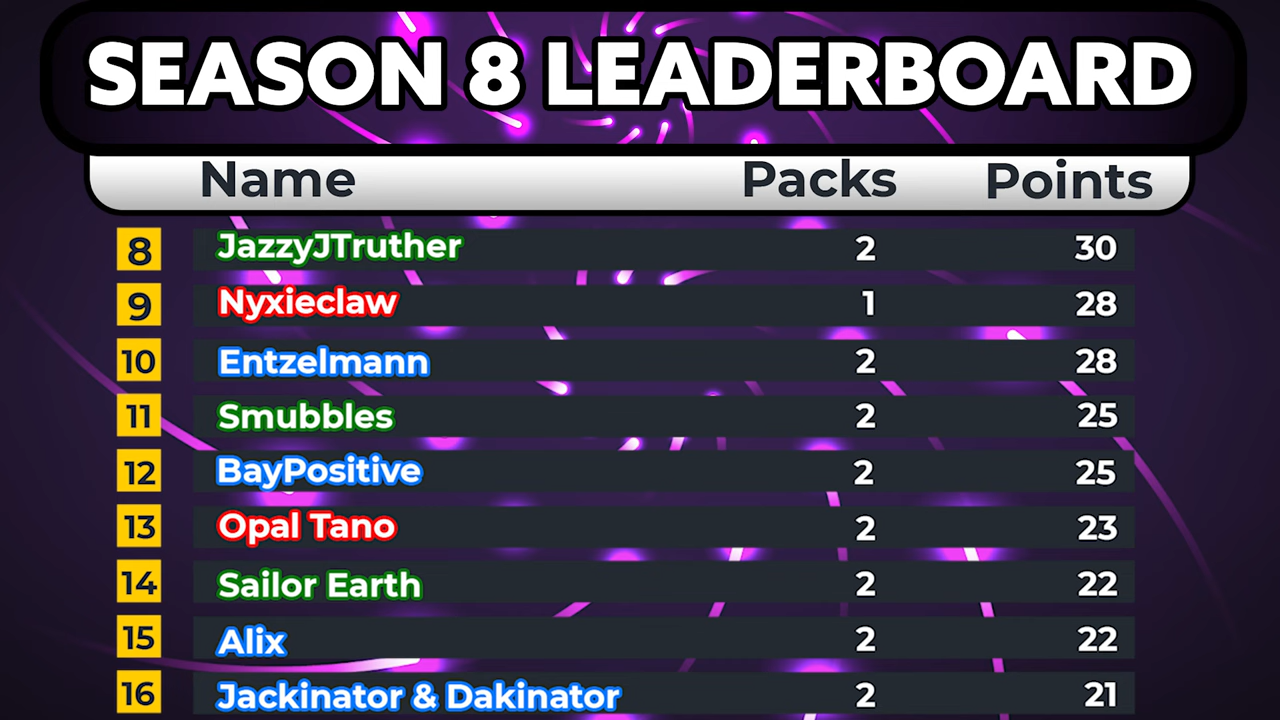 SEASON 8 LEADERBOARD
Name Packs Points
8 JazzyJTruther 2 30
9 Nyxieclaw 1 28
10 Entzelmann 2 28
11 Smubbles 2 25
12 BayPositive 2 25
13 Opal Tano 2 23
14 Sailor Earth 2 22
15 Alix 2 22
16 Jackinator & Dakinator 2 21